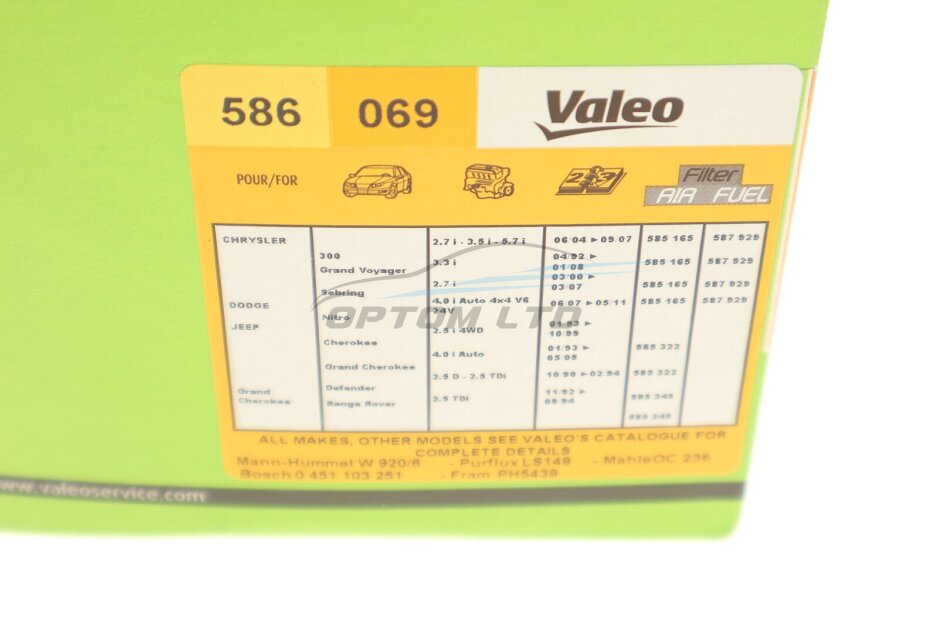 586 069 Valeo
POUR/FOR
Filter
AIR FUEL
CHRYSLER 2.7 i - 3.5 i - 5.7 i 06/04 ► 09/07 585 165 587 929
300 04/92 ►
Grand Voyager 3.3 i 01/08 585 165 587 929
03/00 ►
Sebring 2.7 i 03/07 585 165 587 929
DODGE 4.0 i Auto 4x4 V6 06/07 ► 05/11 585 165 587 929
Nitro 24V
JEEP 2.5 i 4WD 01/93 ►
10/99
Cherokee 01/93 ► 585 322
4.0 i Auto 05/05
Grand Cherokee 2.5 D - 2.5 TDi 10/90 ► 02/94 585 322
Grand Defender 11/92 ►
Cherokee Range Rover 2.5 TDi 09/94 585 245
585 245
OPTOM LTD
ALL MAKES, OTHER MODELS SEE VALEO'S CATALOGUE FOR
COMPLETE DETAILS
Mann-Hummel W 920/6 - Purflux LS149 - MahleOC 236
Bosch 0 451 103 251 - Fram PH5439
www.valeoservice.com